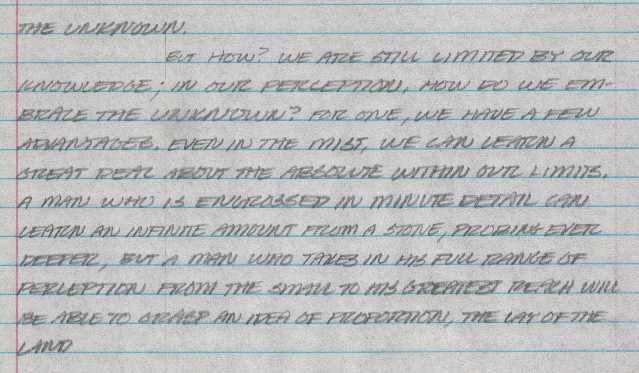 THE UNKNOWN.
BUT HOW? WE ARE STILL LIMITED BY OUR
KNOWLEDGE; IN OUR PERCEPTION, HOW DO WE EM-
BRACE THE UNKNOWN? FOR ONE, WE HAVE A FEW
ADVANTAGES. EVEN IN THE MIST, WE CAN LEARN A
GREAT DEAL ABOUT THE ABSOLUTE WITHIN OUR LIMITS.
A MAN WHO IS ENGROSSED IN MINUTE DETAIL CAN
LEARN AN INFINITE AMOUNT FROM A STONE, PROBING EVER
DEEPER, BUT A MAN WHO TAKES IN HIS FULL RANGE OF
PERCEPTION FROM THE SMALL TO HIS GREATEST REACH WILL
BE ABLE TO GRASP AN IDEA OF PROPORTION, THE LAY OF THE
LAND